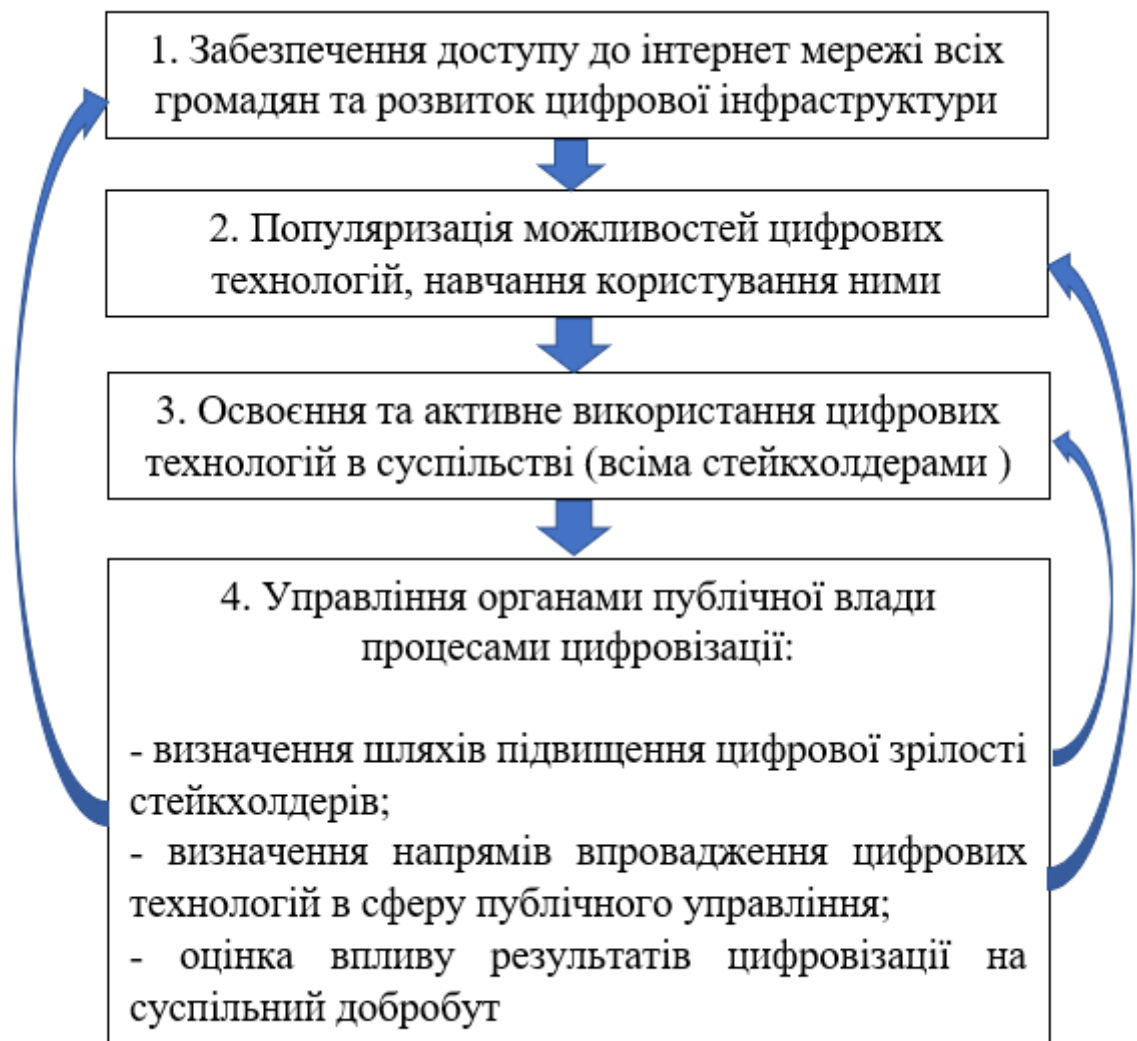 1. Забезпечення доступу до інтернет мережі всіх
громадян та розвиток цифрової інфраструктури
2. Популяризація можливостей цифрових
технологій, навчання користування ними
3. Освоєння та активне використання цифрових
технологій в суспільстві (всіма стейкхолдерами )
4. Управління органами публічної влади
процесами цифровізації:
- визначення шляхів підвищення цифрової зрілості
стейкхолдерів;
- визначення напрямів впровадження цифрових
технологій в сферу публічного управління;
- оцінка впливу результатів цифровізації на
суспільний добробут